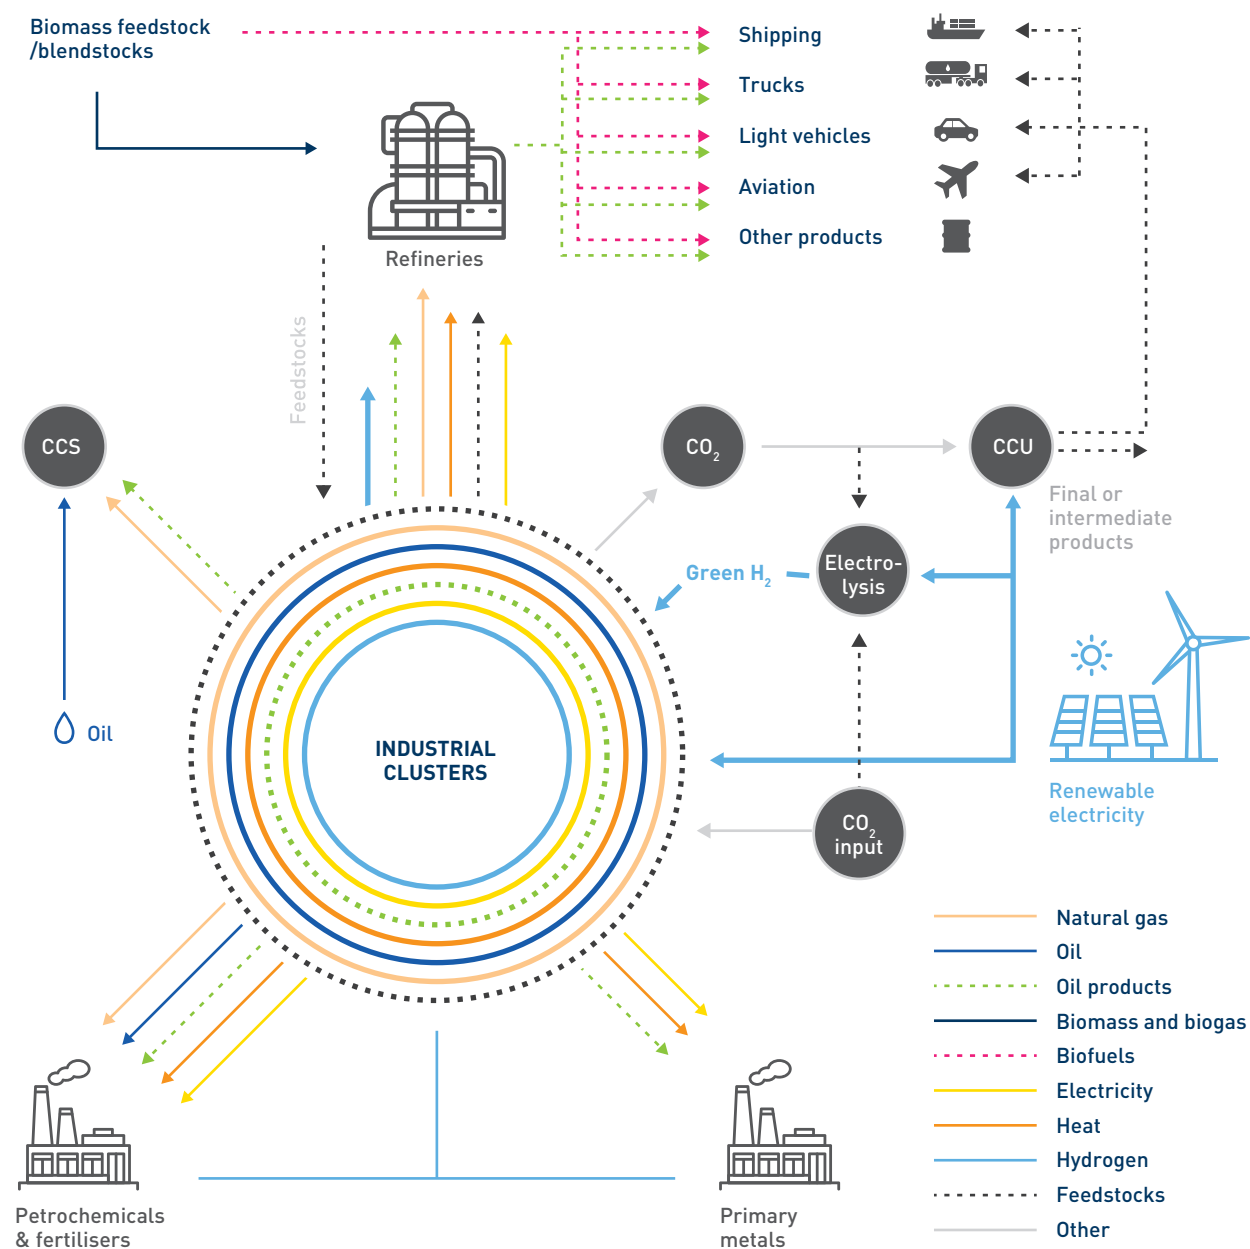 Biomass feedstock
/blendstocks
Shipping
Trucks
Light vehicles
Aviation
Other products
Refineries
Feedstocks
CCS
CO2
CCU
Final or
intermediate
products
Electro-
lysis
Green H2
Oil
INDUSTRIAL
CLUSTERS
Renewable
electricity
CO2
input
Natural gas
Oil
Oil products
Biomass and biogas
Biofuels
Electricity
Heat
Hydrogen
Feedstocks
Other
Petrochemicals
& fertilisers
Primary
metals